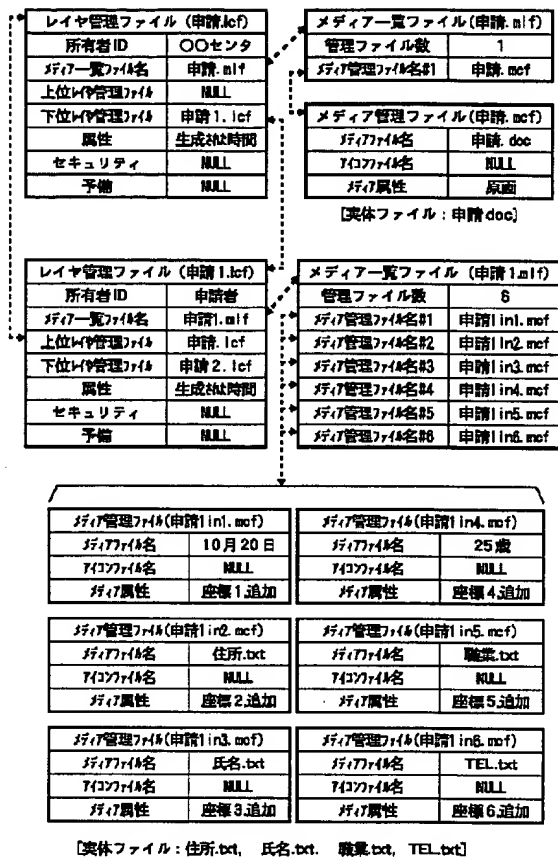 レイヤ管理ファイル (申請.lcf)
所有者ID 〇〇センタ
メディア一覧ファイル名 申請.mlf
上位レイヤ管理ファイル NULL
下位レイヤ管理ファイル 申請1.lcf
属性 生成された時間
セキュリティ NULL
予備 NULL
メディア一覧ファイル(申請.mlf)
管理ファイル数 1
メディア管理ファイル名#1 申請.mcf
メディア管理ファイル(申請.mcf)
メディアファイル名 申請.doc
アイコンファイル名 NULL
メディア属性 原画
[実体ファイル:申請.doc]
レイヤ管理ファイル (申請1.lcf)
所有者ID 申請者
メディア一覧ファイル名 申請1.mlf
上位レイヤ管理ファイル 申請.lcf
下位レイヤ管理ファイル 申請2.lcf
属性 生成された時間
セキュリティ NULL
予備 NULL
メディア一覧ファイル (申請1.mlf)
管理ファイル数 6
メディア管理ファイル名#1 申請1in1.mcf
メディア管理ファイル名#2 申請1in2.mcf
メディア管理ファイル名#3 申請1in3.mcf
メディア管理ファイル名#4 申請1in4.mcf
メディア管理ファイル名#5 申請1in5.mcf
メディア管理ファイル名#6 申請1in6.mcf
メディア管理ファイル(申請1in1.mcf)
メディアファイル名 10月20日
アイコンファイル名 NULL
メディア属性 座標1,追加
メディア管理ファイル(申請1in4.mcf)
メディアファイル名 25歳
アイコンファイル名 NULL
メディア属性 座標4,追加
メディア管理ファイル(申請1in2.mcf)
メディアファイル名 住所.txt
アイコンファイル名 NULL
メディア属性 座標2,追加
メディア管理ファイル(申請1in5.mcf)
メディアファイル名 職業.txt
アイコンファイル名 NULL
メディア属性 座標5,追加
メディア管理ファイル(申請1in3.mcf)
メディアファイル名 氏名.txt
アイコンファイル名 NULL
メディア属性 座標3,追加
メディア管理ファイル(申請1in6.mcf)
メディアファイル名 TEL.txt
アイコンファイル名 NULL
メディア属性 座標6,追加
[実体ファイル:住所.txt, 氏名.txt. 職業.txt, TEL.txt]